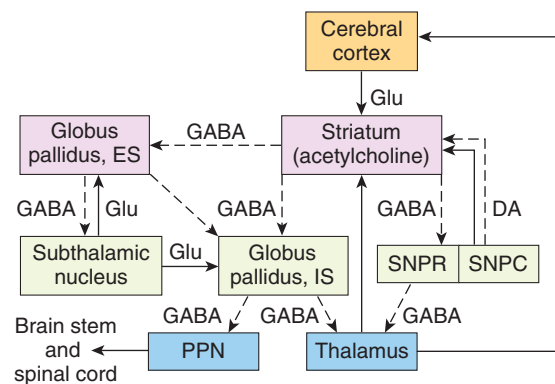 Cerebral
cortex
Glu
Globus
pallidus, ES
GABA
Striatum
(acetylcholine)
GABA
Glu
GABA
GABA
DA
Subthalamic
nucleus
Glu
Globus
pallidus, IS
SNPR
SNPC
GABA
GABA
GABA
Brain stem
and
spinal cord
PPN
Thalamus